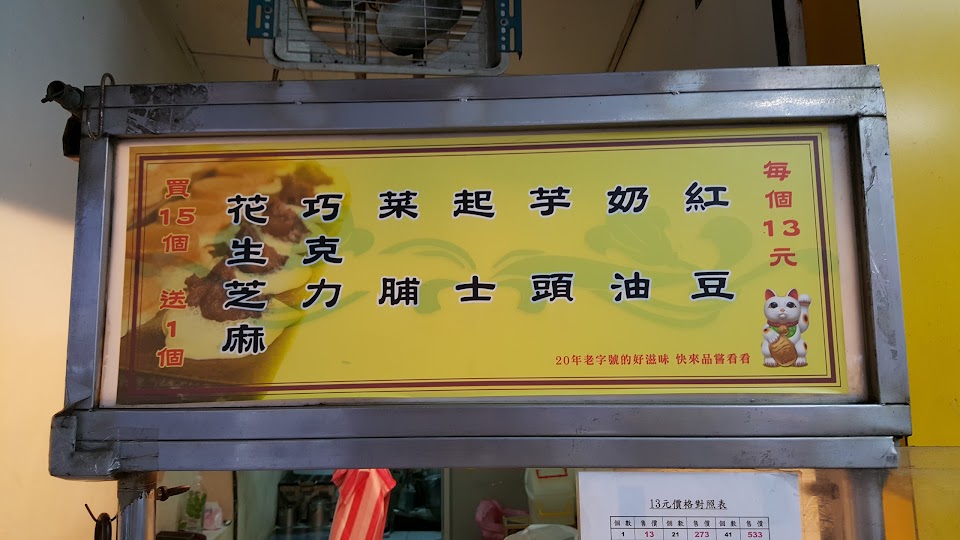 每個13元
紅豆
奶油
芋頭
起士
菜脯
巧克力
花生芝麻
買15個 送1個
20年老字號的好滋味 快來品嘗看看
13元價格對照表
個數 售價 個數 售價 個數 售價
1 13 21 273 41 533